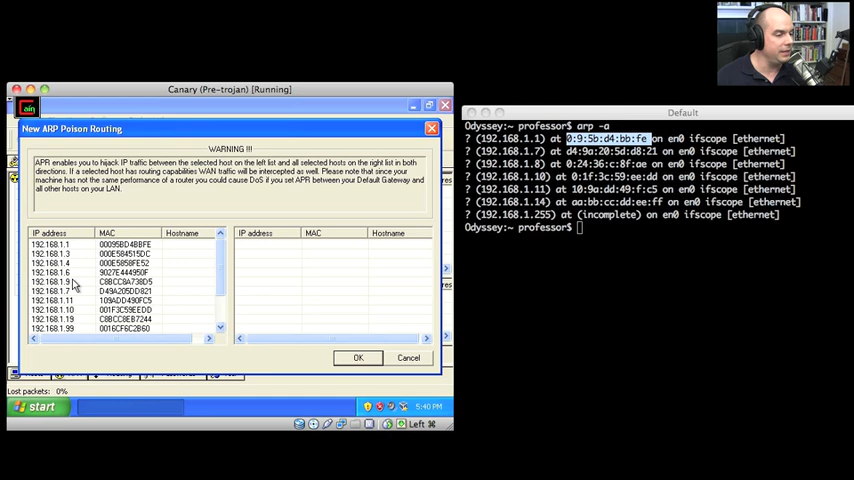 Canary (Pre-trojan) [Running]
Cain
New ARP Poison Routing
WARNING !!!
APR enables you to hijack IP traffic between the selected host on the left list and all selected hosts on the right list in both
directions. If a selected host has routing capabilities WAN traffic will be intercepted as well. Please note that since your
machine has not the same performance of a router you could cause DoS if you set APR between your Default Gateway and
all other hosts on your LAN.
IP address MAC Hostname
192.168.1.1 00095BD4BBFE
192.168.1.3 000E584515DC
192.168.1.4 000E5858FE52
192.168.1.6 9027E444950F
192.168.1.9 C8BCC8A738D5
192.168.1.7 D49A205DD821
192.168.1.11 109ADD490FC5
192.168.1.10 001F3C59EEDD
192.168.1.19 C8BCC8EB7244
192.168.1.99 0016CF6C2B60
IP address MAC Hostname
OK Cancel
Lost packets: 0%
start
5:40 PM
Left ⌘
Default
Odyssey:~ professor$ arp -a
? (192.168.1.1) at 0:9:5b:d4:bb:fe on en0 ifscope [ethernet]
? (192.168.1.7) at d4:9a:20:5d:d8:21 on en0 ifscope [ethernet]
? (192.168.1.8) at 0:24:36:c:8f:ae on en0 ifscope [ethernet]
? (192.168.1.10) at 0:1f:3c:59:ee:dd on en0 ifscope [ethernet]
? (192.168.1.11) at 10:9a:dd:49:f:c5 on en0 ifscope [ethernet]
? (192.168.1.14) at aa:bb:cc:dd:ee:ff on en0 ifscope [ethernet]
? (192.168.1.255) at (incomplete) on en0 ifscope [ethernet]
Odyssey:~ professor$